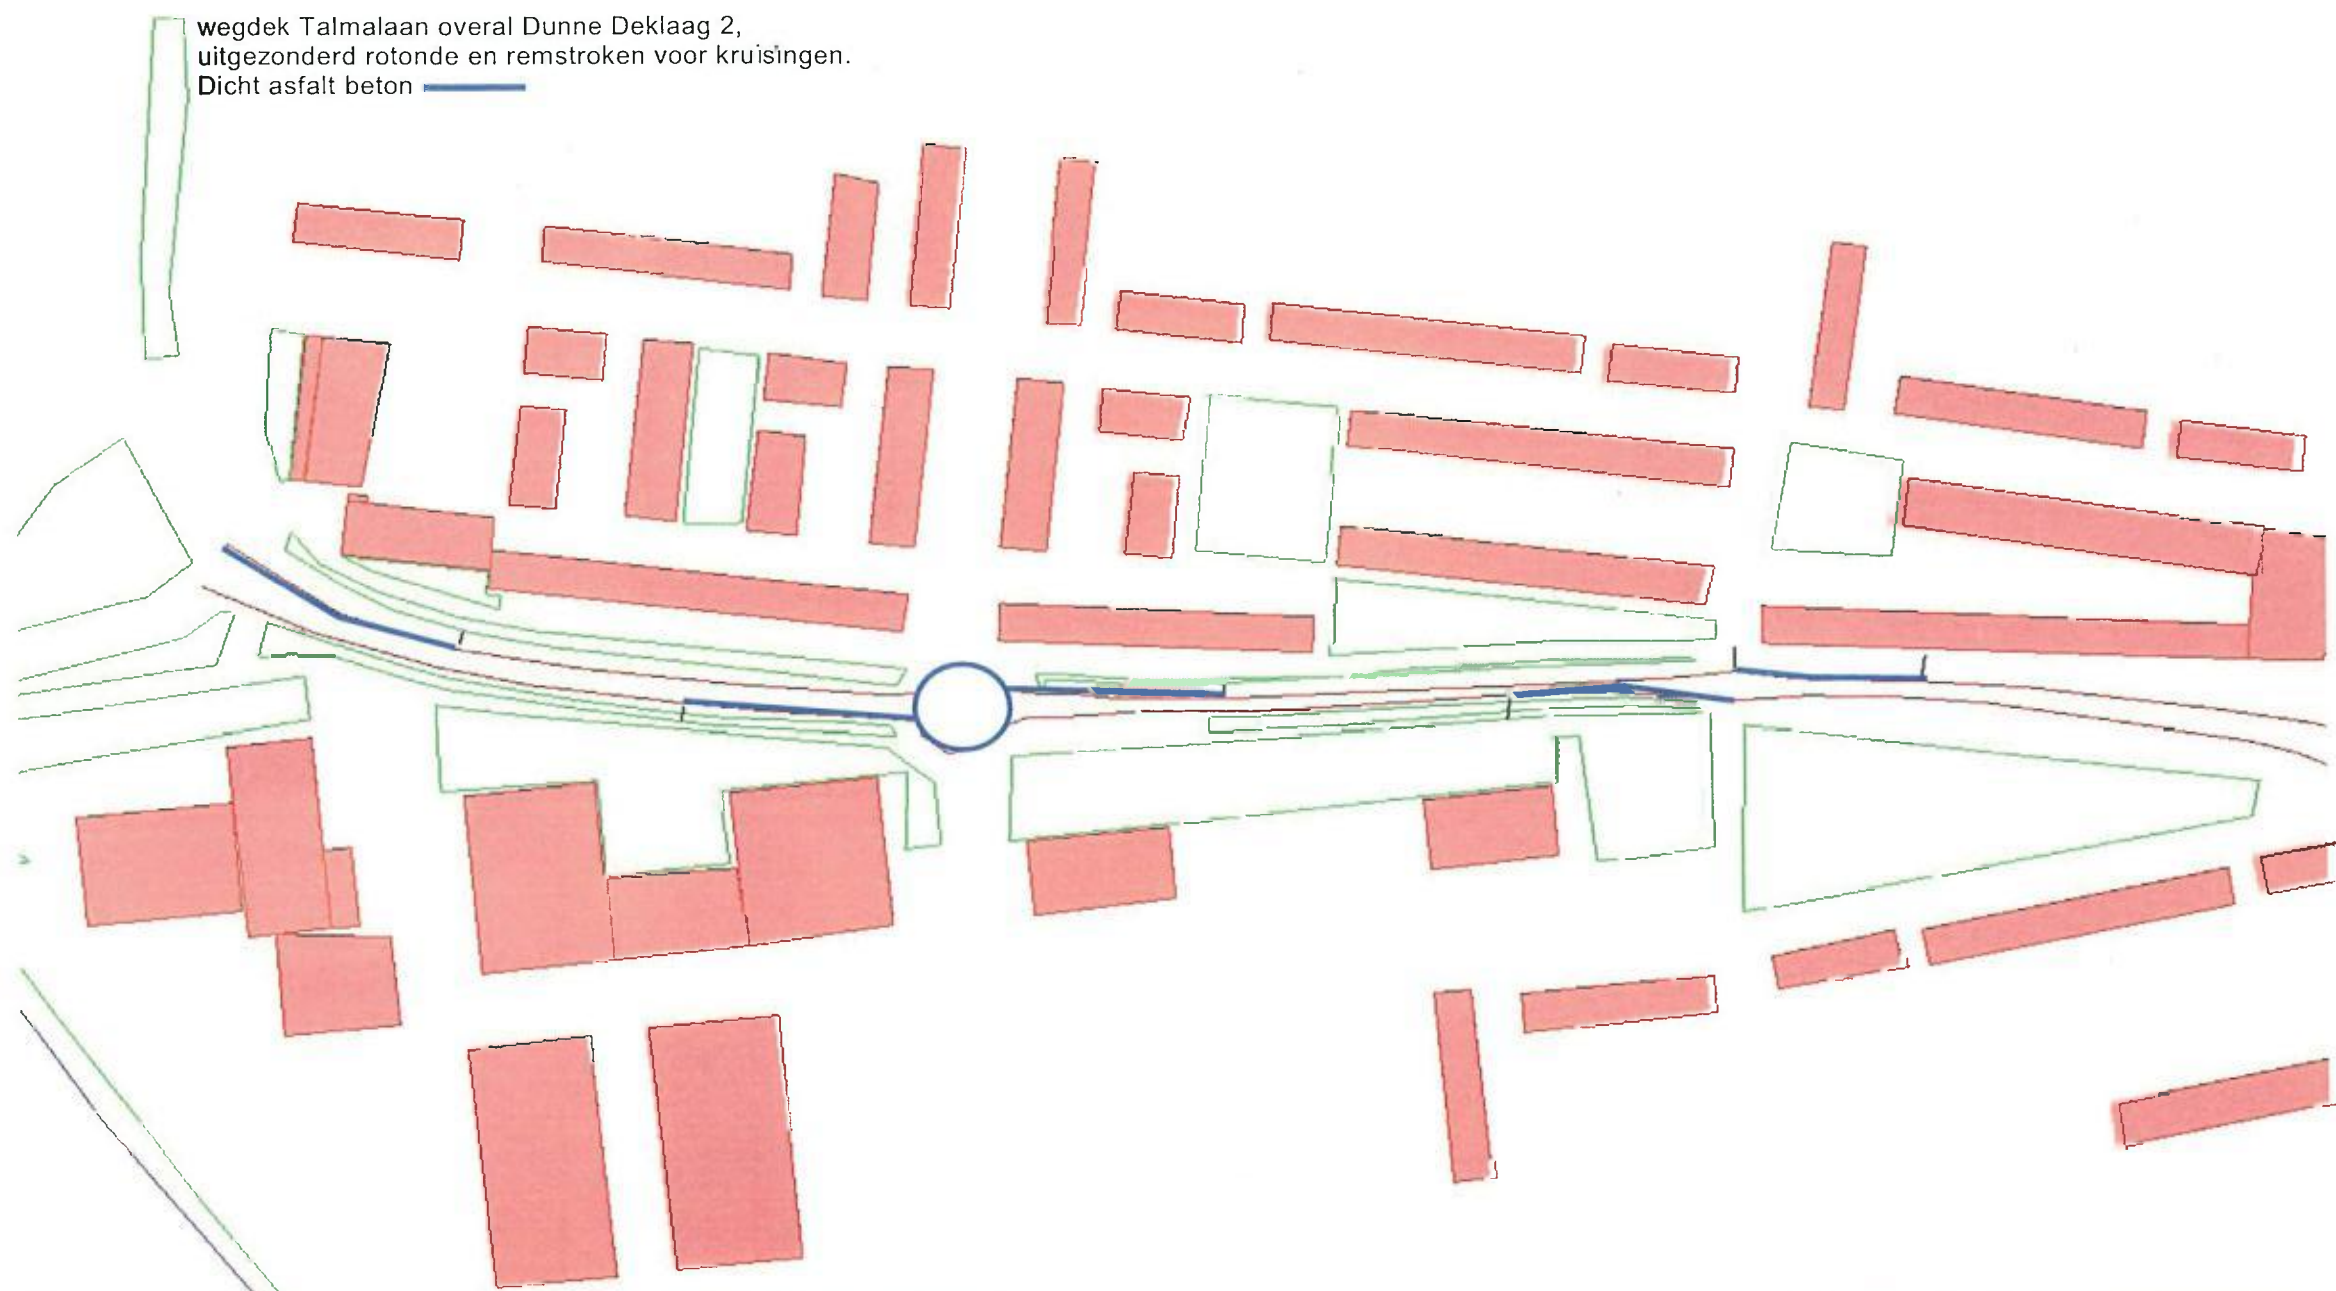 wegdek Talmalaan overal Dunne Deklaag 2,
uitgezonderd rotonde en remstroken voor kruisingen.
Dicht asfalt beton